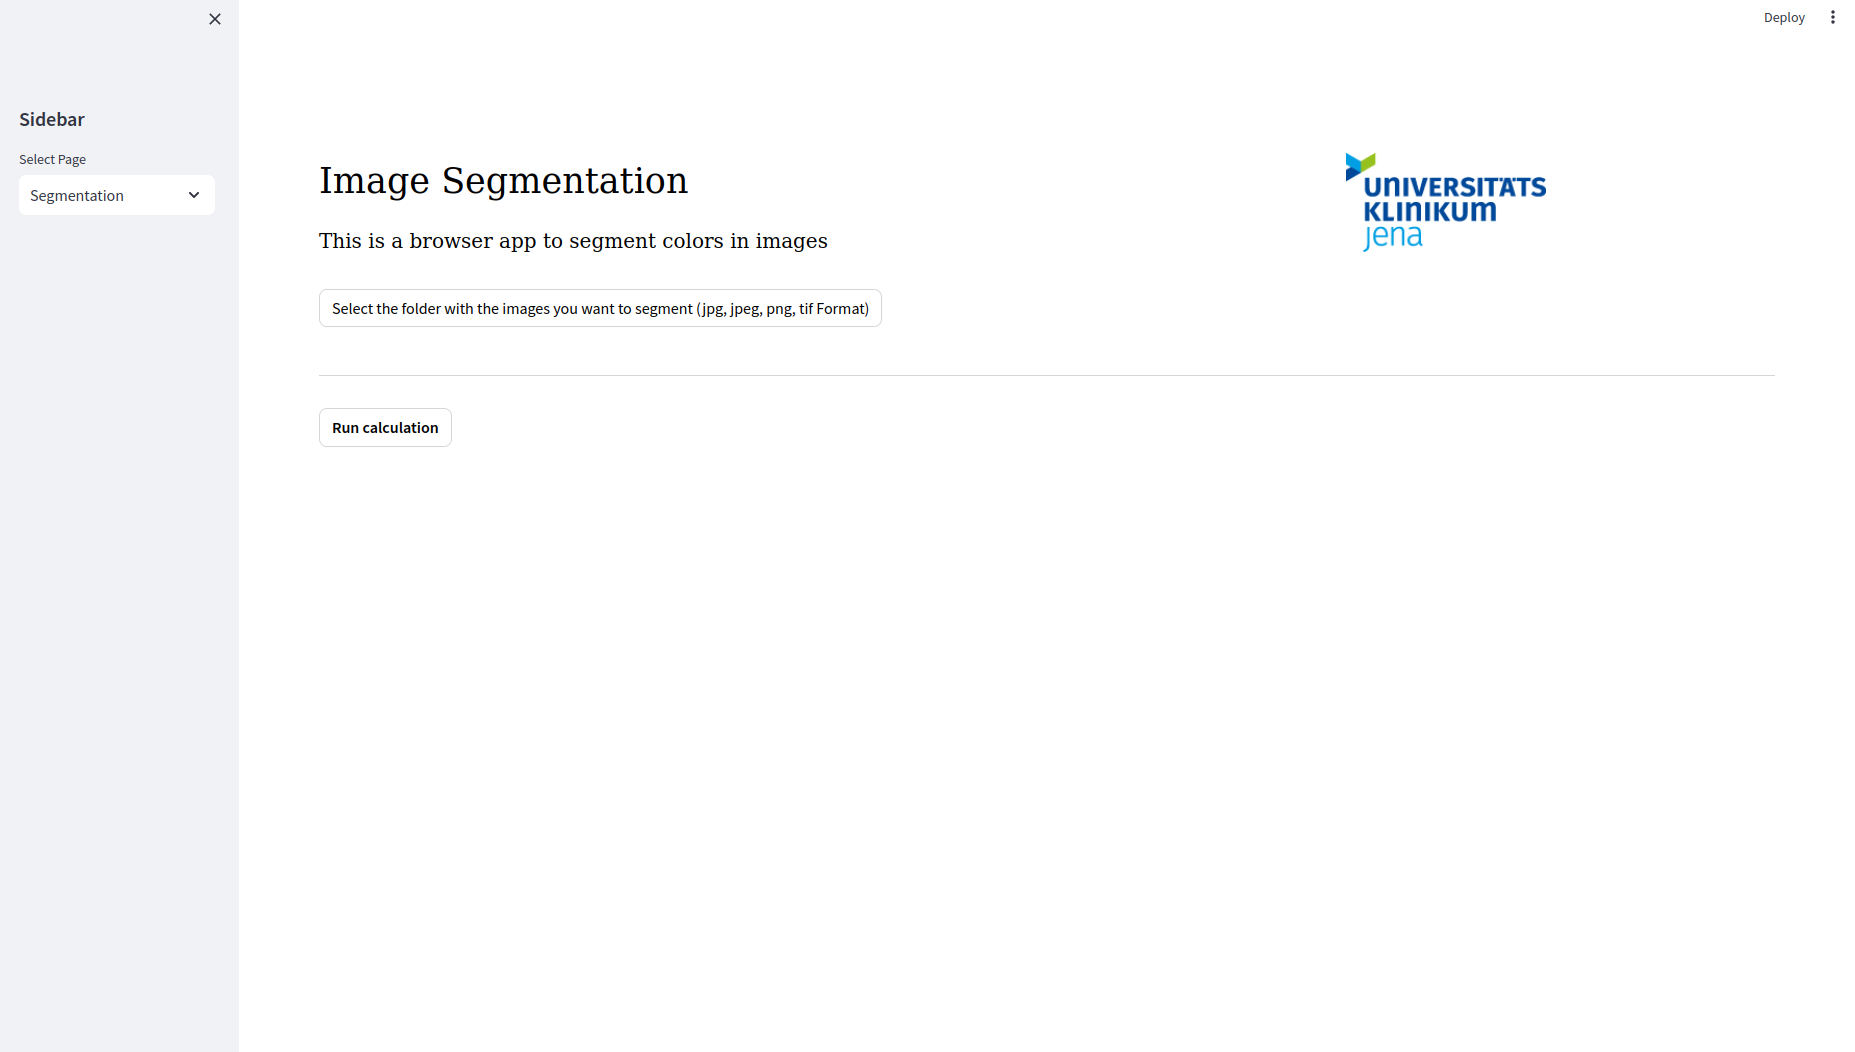 Deploy
Sidebar
Select Page
Segmentation
Image Segmentation
This is a browser app to segment colors in images
Select the folder with the images you want to segment (jpg, jpeg, png, tif Format)
Run calculation
UNIVERSITÄTS
KLINIKUM
jena